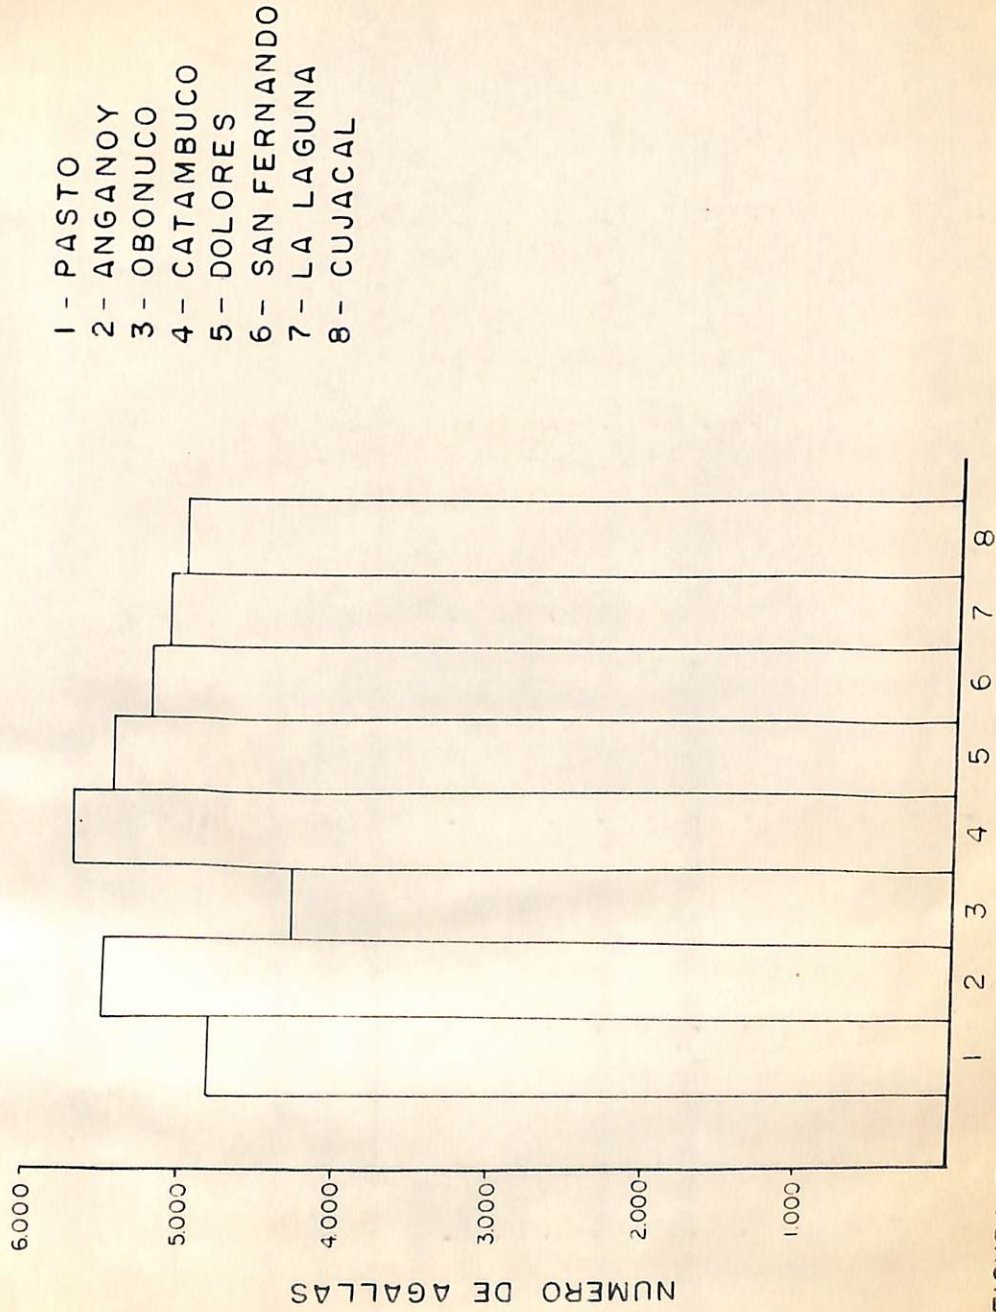 1 - PASTO
2 - ANGANOY
3 - OBONUCO
4 - CATAMBUCO
5 - DOLORES
6 - SAN FERNANDO
7 - LA LAGUNA
8 - CUJACAL
NUMERO DE AGALLAS
6.000
5.000
4.000
3.000
2.000
1.000
1 2 3 4 5 6 7 8